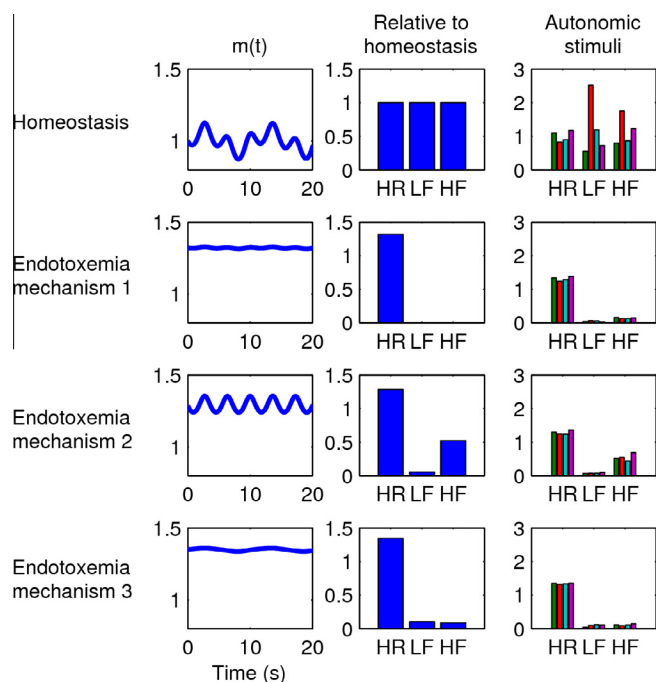 m(t)
Relative to
homeostasis
Autonomic
stimuli
Homeostasis
1.5
1
0 10 20
1.5
1
0.5
0
HR LF HF
3
2
1
0
HR LF HF
Endotoxemia
mechanism 1
1.5
1
0 10 20
1.5
1
0.5
0
HR LF HF
3
2
1
0
HR LF HF
Endotoxemia
mechanism 2
1.5
1
0 10 20
1.5
1
0.5
0
HR LF HF
3
2
1
0
HR LF HF
Endotoxemia
mechanism 3
1.5
1
0 10 20
Time (s)
1.5
1
0.5
0
HR LF HF
3
2
1
0
HR LF HF